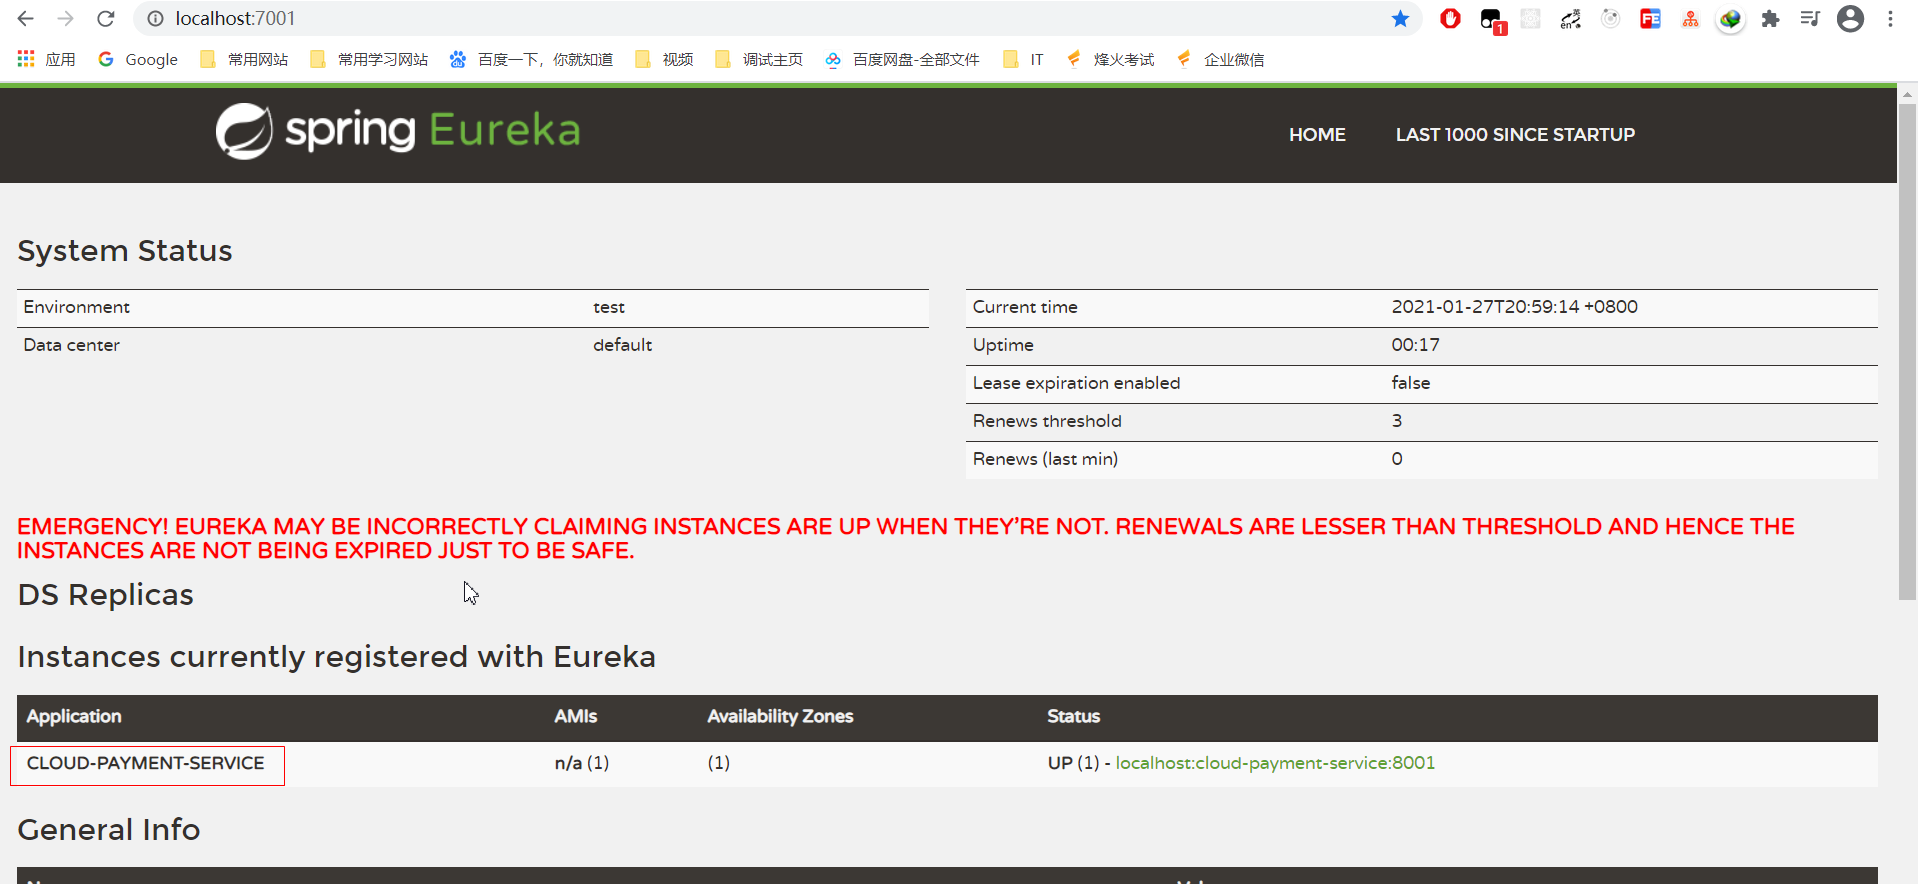 localhost:7001
1
应用 Google 常用网站 常用学习网站 百度一下，你就知道 视频 调试主页 百度网盘-全部文件 IT 烽火考试 企业微信
spring Eureka HOME LAST 1000 SINCE STARTUP
System Status
Environment test
Data center default
Current time 2021-01-27T20:59:14 +0800
Uptime 00:17
Lease expiration enabled false
Renews threshold 3
Renews (last min) 0
EMERGENCY! EUREKA MAY BE INCORRECTLY CLAIMING INSTANCES ARE UP WHEN THEY'RE NOT. RENEWALS ARE LESSER THAN THRESHOLD AND HENCE THE
INSTANCES ARE NOT BEING EXPIRED JUST TO BE SAFE.
DS Replicas
Instances currently registered with Eureka
Application AMIs Availability Zones Status
CLOUD-PAYMENT-SERVICE n/a (1) (1) UP (1) - localhost:cloud-payment-service:8001
General Info